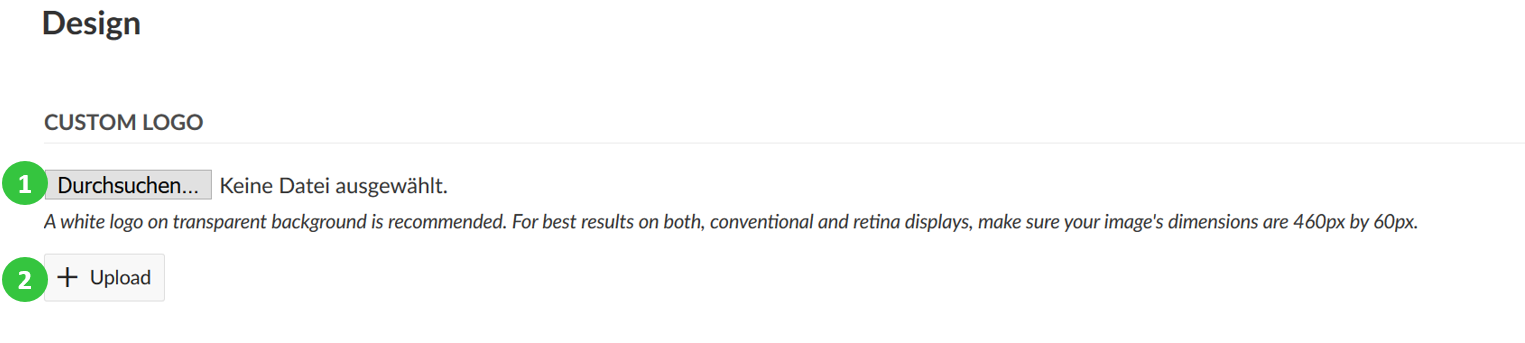 Design
CUSTOM LOGO
1 Durchsuchen... Keine Datei ausgewählt.
A white logo on transparent background is recommended. For best results on both, conventional and retina displays, make sure your image's dimensions are 460px by 60px.
2 + Upload